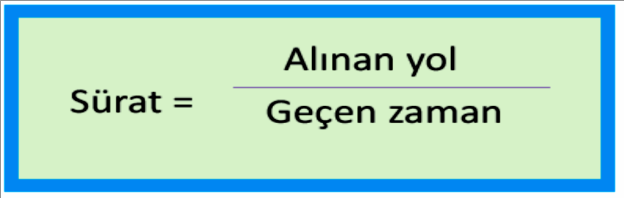 Alınan yol
Sürat =
Geçen zaman